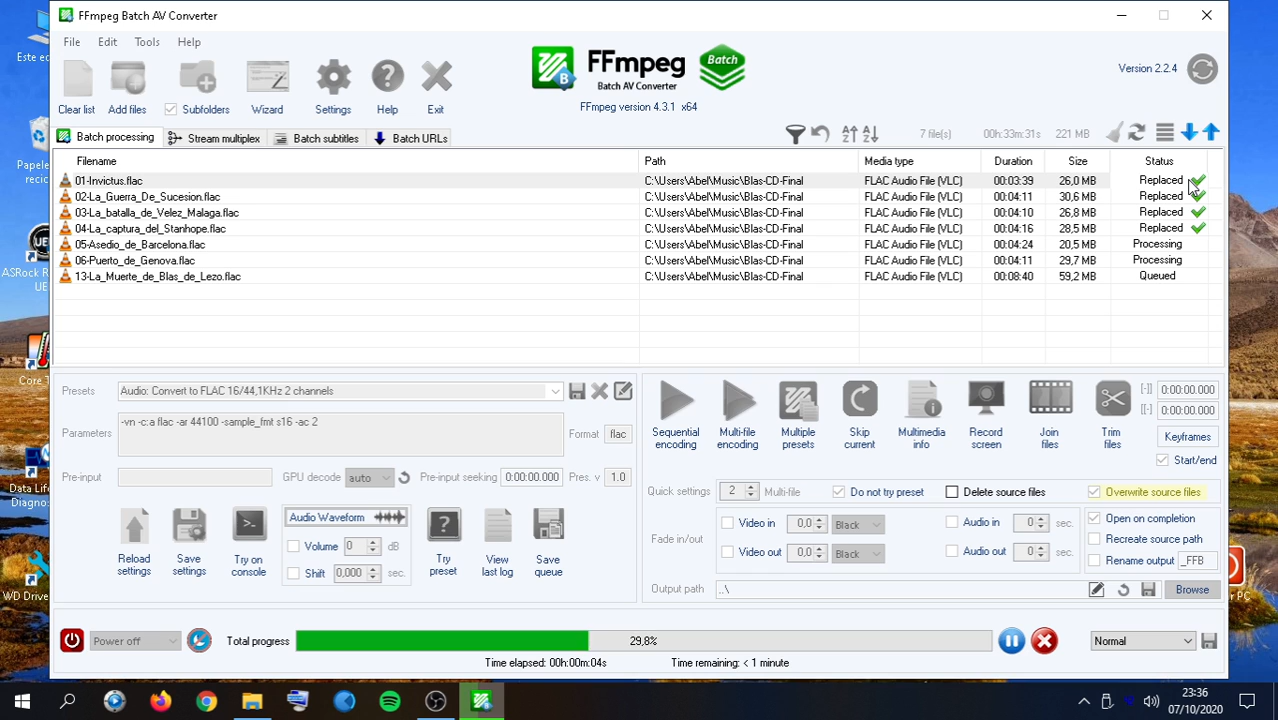 FFmpeg Batch AV Converter
File Edit Tools Help
Clear list Add files Subfolders Wizard Settings Help Exit
FFmpeg
Batch AV Converter
Batch
FFmpeg version 4.3.1 x64
Version 2.2.4
Batch processing Stream multiplex Batch subtitles Batch URLs
7 file(s) 00h:33m:31s 221 MB
Filename Path Media type Duration Size Status
01-Invictus.flac C:\Users\Abel\Music\Blas-CD-Final FLAC Audio File (VLC) 00:03:39 26,0 MB Replaced
02-La_Guerra_De_Sucesion.flac C:\Users\Abel\Music\Blas-CD-Final FLAC Audio File (VLC) 00:04:11 30,6 MB Replaced
03-La_batalla_de_Velez_Malaga.flac C:\Users\Abel\Music\Blas-CD-Final FLAC Audio File (VLC) 00:04:10 26,8 MB Replaced
04-La_captura_del_Stanhope.flac C:\Users\Abel\Music\Blas-CD-Final FLAC Audio File (VLC) 00:04:16 28,5 MB Replaced
05-Asedio_de_Barcelona.flac C:\Users\Abel\Music\Blas-CD-Final FLAC Audio File (VLC) 00:04:24 20,5 MB Processing
06-Puerto_de_Genova.flac C:\Users\Abel\Music\Blas-CD-Final FLAC Audio File (VLC) 00:04:11 29,7 MB Processing
13-La_Muerte_de_Blas_de_Lezo.flac C:\Users\Abel\Music\Blas-CD-Final FLAC Audio File (VLC) 00:08:40 59,2 MB Queued
Presets Audio: Convert to FLAC 16/44,1KHz 2 channels
Parameters -vn -c:a flac -ar 44100 -sample_fmt s16 -ac 2 Format flac
Pre-input GPU decode auto Pre-input seeking 0:00:00.000 Pres. v 1.0
Reload settings Save settings Try on console Audio Waveform Try preset View last log Save queue
Volume 0 dB
Shift 0,000 sec.
Sequential encoding Multi-file encoding Multiple presets Skip current Multimedia info Record screen Join files Trim files
[-]] 0:00:00.000
[[-] 0:00:00.000
Keyframes
Start/end
Quick settings 2 Multi-file Do not try preset Delete source files Overwrite source files
Fade in/out Video in 0,0 Black Audio in 0 sec. Open on completion
Recreate source path
Video out 0,0 Black Audio out 0 sec. Rename output _FFB
Output path ..\ Browse
Power off Total progress 29,8% Normal
Time elapsed: 00h:00m:04s Time remaining: < 1 minute
Este e
Papele
recic
ASRock R
UE
Core T
Data Life
Diagno
WD Drive
PC
23:36
07/10/2020